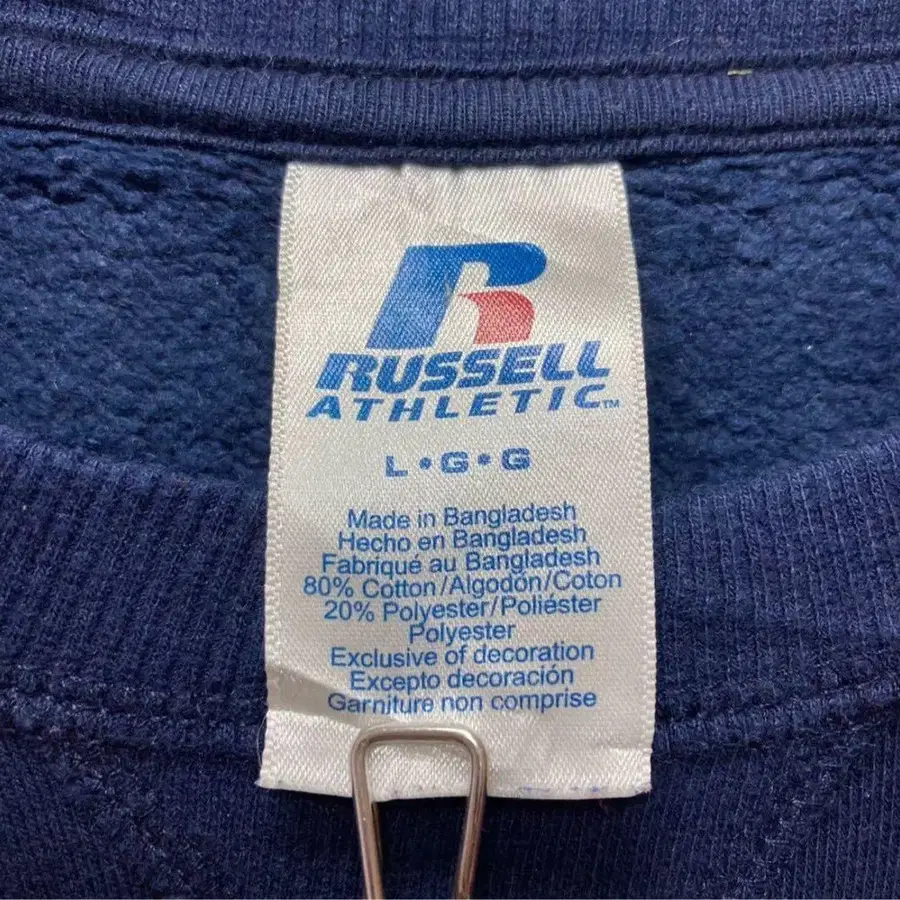 RUSSELL
ATHLETIC™
L•G•G
Made in Bangladesh
Hecho en Bangladesh
Fabriqué au Bangladesh
80% Cotton/Algodón/Coton
20% Polyester/Poliéster
Polyester
Exclusive of decoration
Excepto decoración
Garniture non comprise